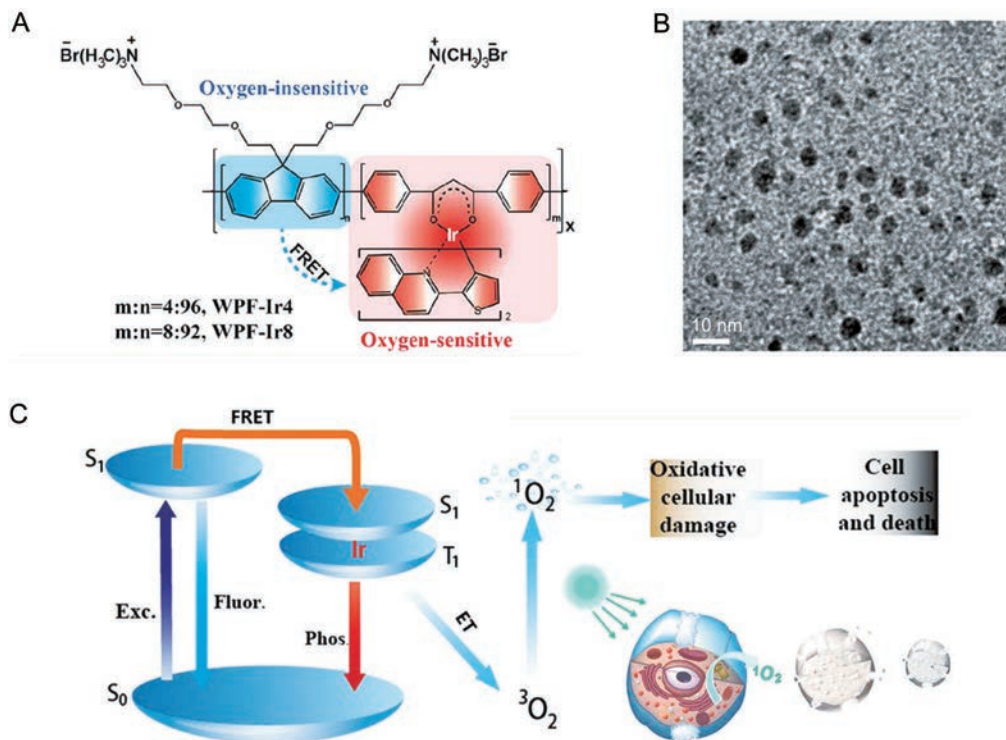 A
B
Br(H₃C)₃N
N(CH₃)₃Br
Oxygen-insensitive
O
O
O
O
n
m
x
O
O
Ir
FRET
N
S
2
m:n=4:96, WPF-Ir4
m:n=8:92, WPF-Ir8
Oxygen-sensitive
10 nm
C
FRET
S₁
S₁
Ir
T₁
Exc.
Fluor.
Phos.
ET
S₀
¹O₂
³O₂
Oxidative
cellular
damage
Cell
apoptosis
and death
¹O₂